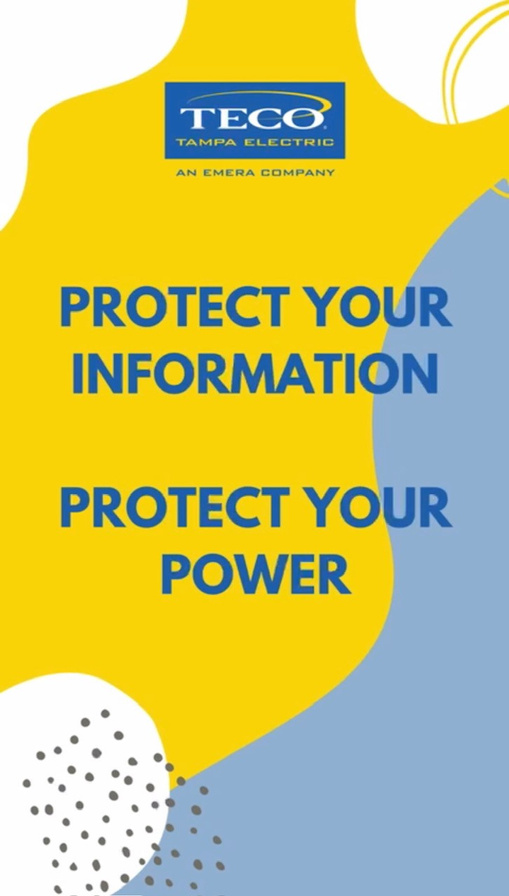 TECO
TAMPA ELECTRIC
AN EMERA COMPANY
PROTECT YOUR
INFORMATION
PROTECT YOUR
POWER